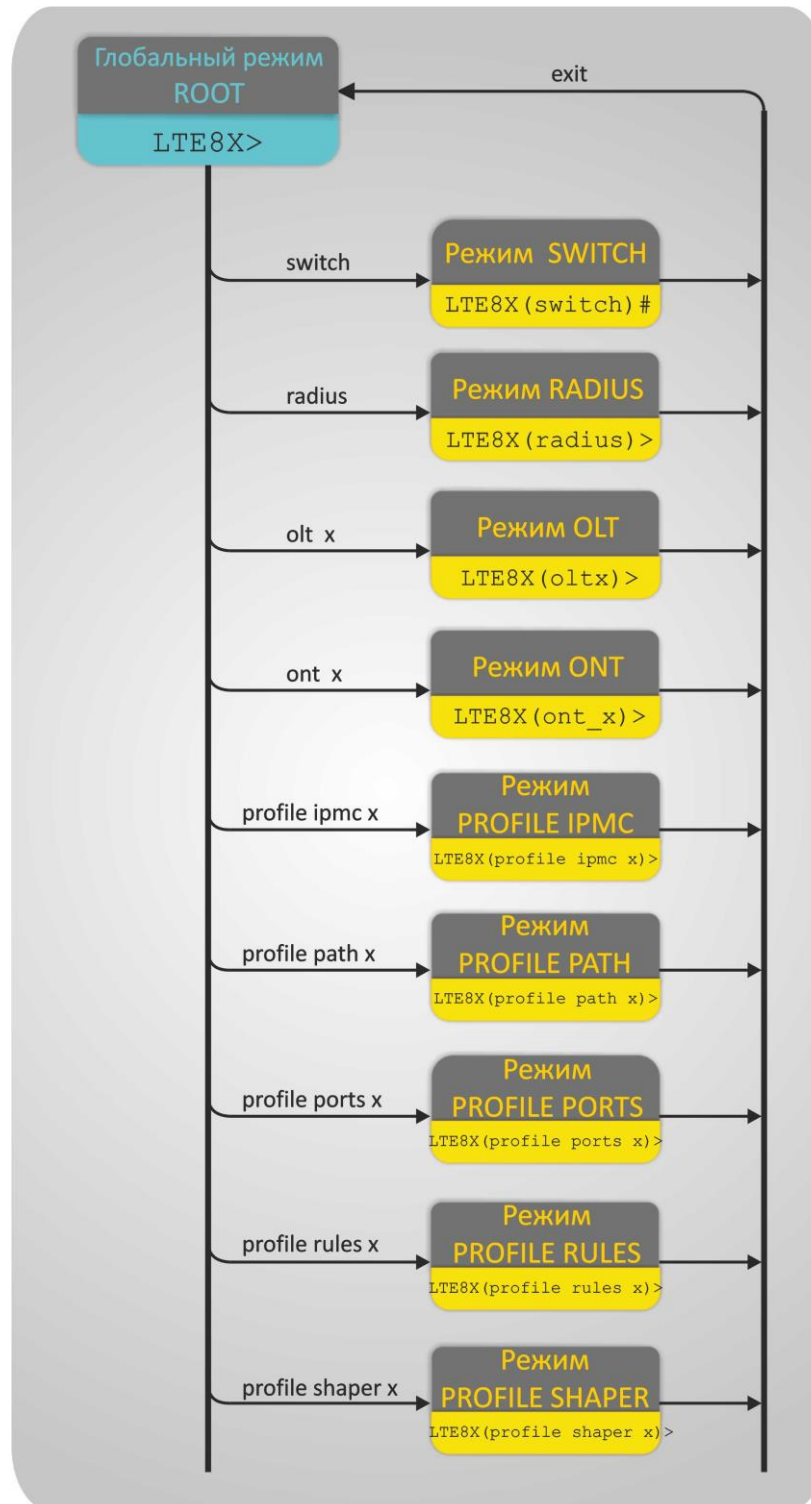 Глобальный режим
ROOT
LTE8X>
exit
switch
Режим SWITCH
LTE8X(switch)#
radius
Режим RADIUS
LTE8X(radius)>
olt x
Режим OLT
LTE8X(oltx)>
ont x
Режим ONT
LTE8X(ont_x)>
profile ipmc x
Режим
PROFILE IPMC
LTE8X(profile ipmc x)>
profile path x
Режим
PROFILE PATH
LTE8X(profile path x)>
profile ports x
Режим
PROFILE PORTS
LTE8X(profile ports x)>
profile rules x
Режим
PROFILE RULES
LTE8X(profile rules x)>
profile shaper x
Режим
PROFILE SHAPER
LTE8X(profile shaper x)>